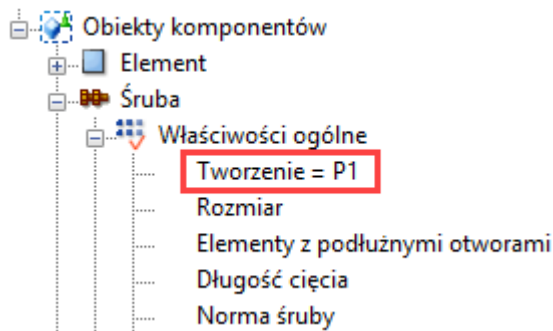 Obiekty komponentów
Element
Śruba
Właściwości ogólne
Tworzenie = P1
Rozmiar
Elementy z podłużnymi otworami
Długość cięcia
Norma śruby